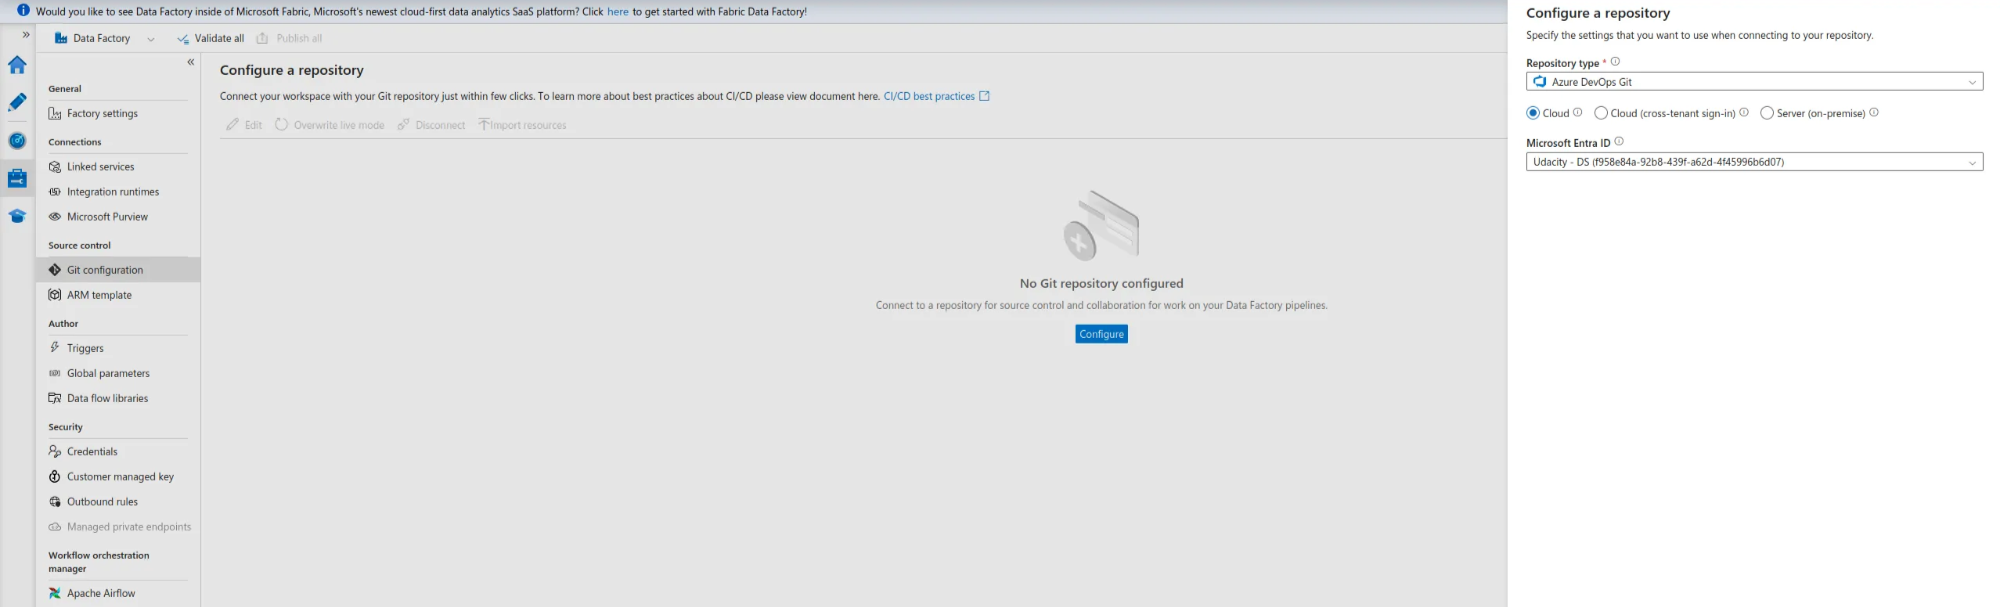 Would you like to see Data Factory inside of Microsoft Fabric, Microsoft's newest cloud-first data analytics SaaS platform? Click here to get started with Fabric Data Factory!
Data Factory
Validate all
Publish all
General
Factory settings
Connections
Linked services
Integration runtimes
Microsoft Purview
Source control
Git configuration
ARM template
Author
Triggers
Global parameters
Data flow libraries
Security
Credentials
Customer managed key
Outbound rules
Managed private endpoints
Workflow orchestration
manager
Apache Airflow
Configure a repository
Connect your workspace with your Git repository just within few clicks. To learn more about best practices about CI/CD please view document here. CI/CD best practices
Edit
Overwrite live mode
Disconnect
Import resources
No Git repository configured
Connect to a repository for source control and collaboration for work on your Data Factory pipelines.
Configure
Configure a repository
Specify the settings that you want to use when connecting to your repository.
Repository type *
Azure DevOps Git
Cloud
Cloud (cross-tenant sign-in)
Server (on-premise)
Microsoft Entra ID
Udacity - DS (f958e84a-92b8-439f-a62d-4f45996b6d07)